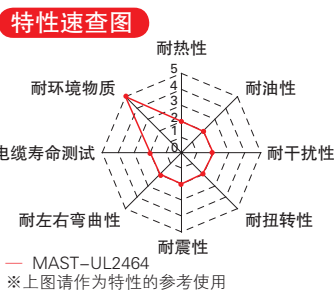 特性速查图
耐热性
5
4
3
2
1
0
耐环境物质
耐油性
电缆寿命测试
耐干扰性
耐左右弯曲性
耐扭转性
耐震性
MAST-UL2464
※上图请作为特性的参考使用